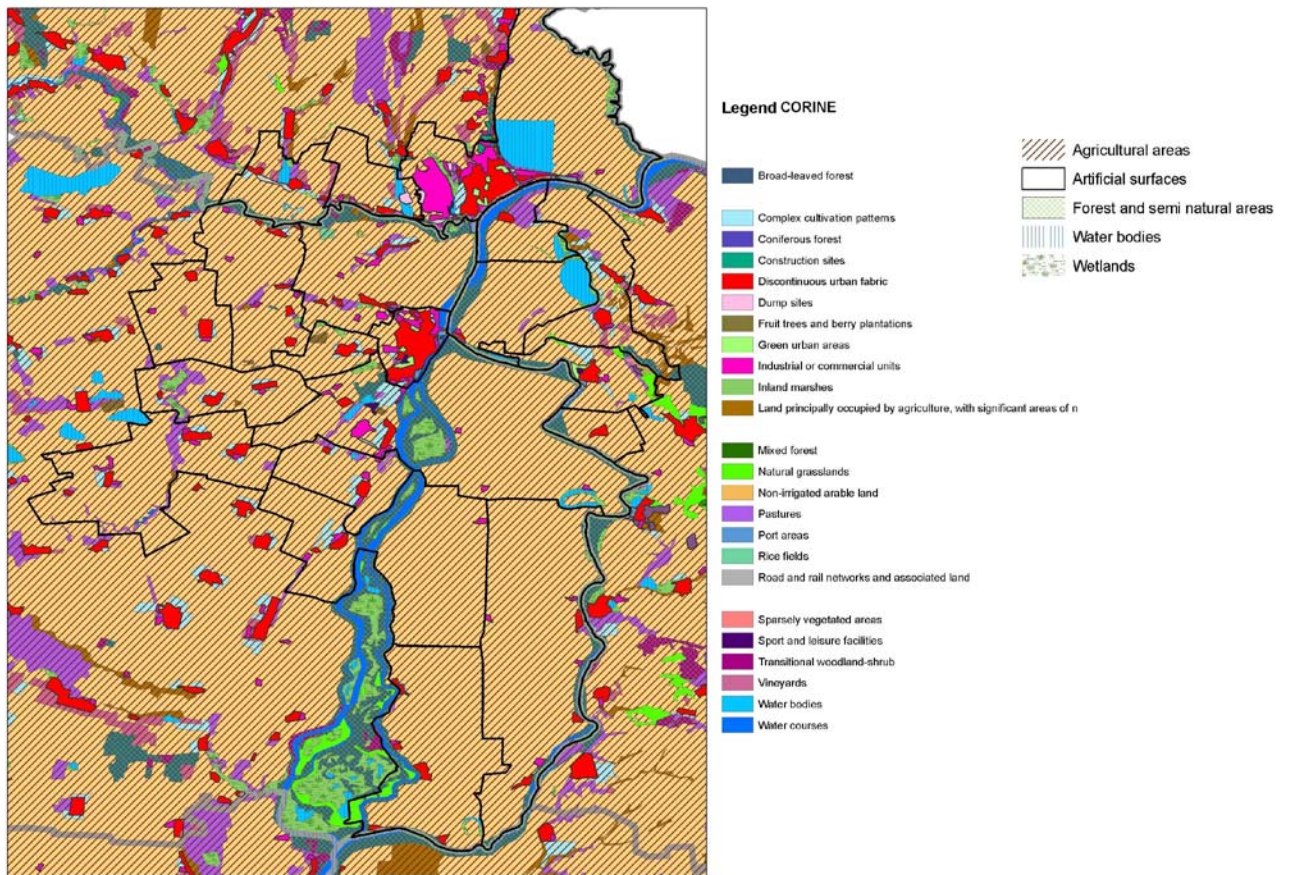 Legend CORINE
Broad-leaved forest
Complex cultivation patterns
Coniferous forest
Construction sites
Discontinuous urban fabric
Dump sites
Fruit trees and berry plantations
Green urban areas
Industrial or commercial units
Inland marshes
Land principally occupied by agriculture, with significant areas of n
Mixed forest
Natural grasslands
Non-irrigated arable land
Pastures
Port areas
Rice fields
Road and rail networks and associated land
Sparsely vegetated areas
Sport and leisure facilities
Transitional woodland-shrub
Vineyards
Water bodies
Water courses
Agricultural areas
Artificial surfaces
Forest and semi natural areas
Water bodies
Wetlands